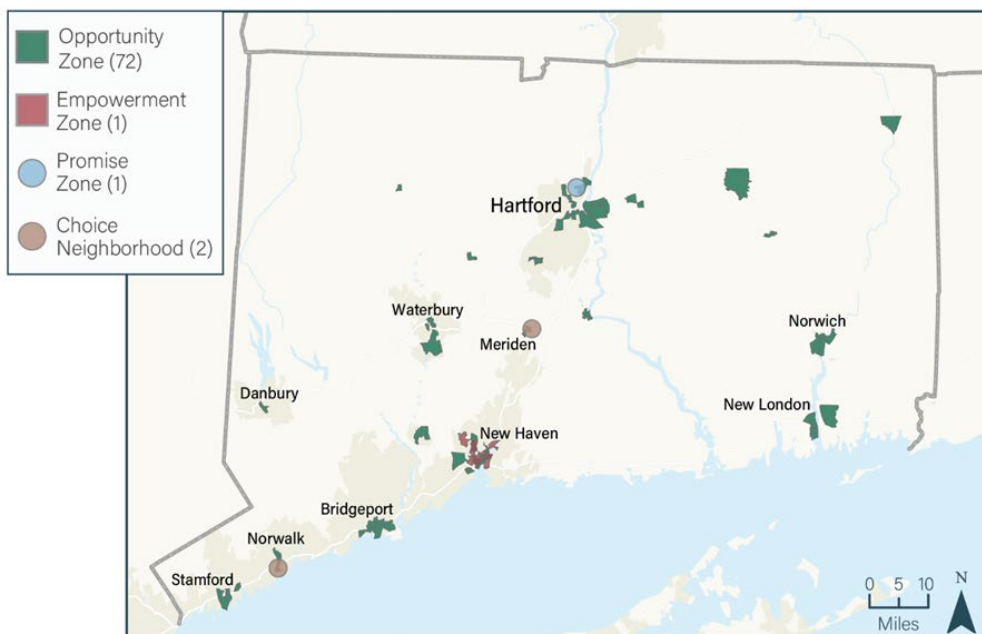 Opportunity
Zone (72)
Empowerment
Zone (1)
Promise
Zone (1)
Choice
Neighborhood (2)
Hartford
Waterbury
Meriden
Norwich
Danbury
New London
New Haven
Bridgeport
Norwalk
Stamford
0 5 10
Miles
N